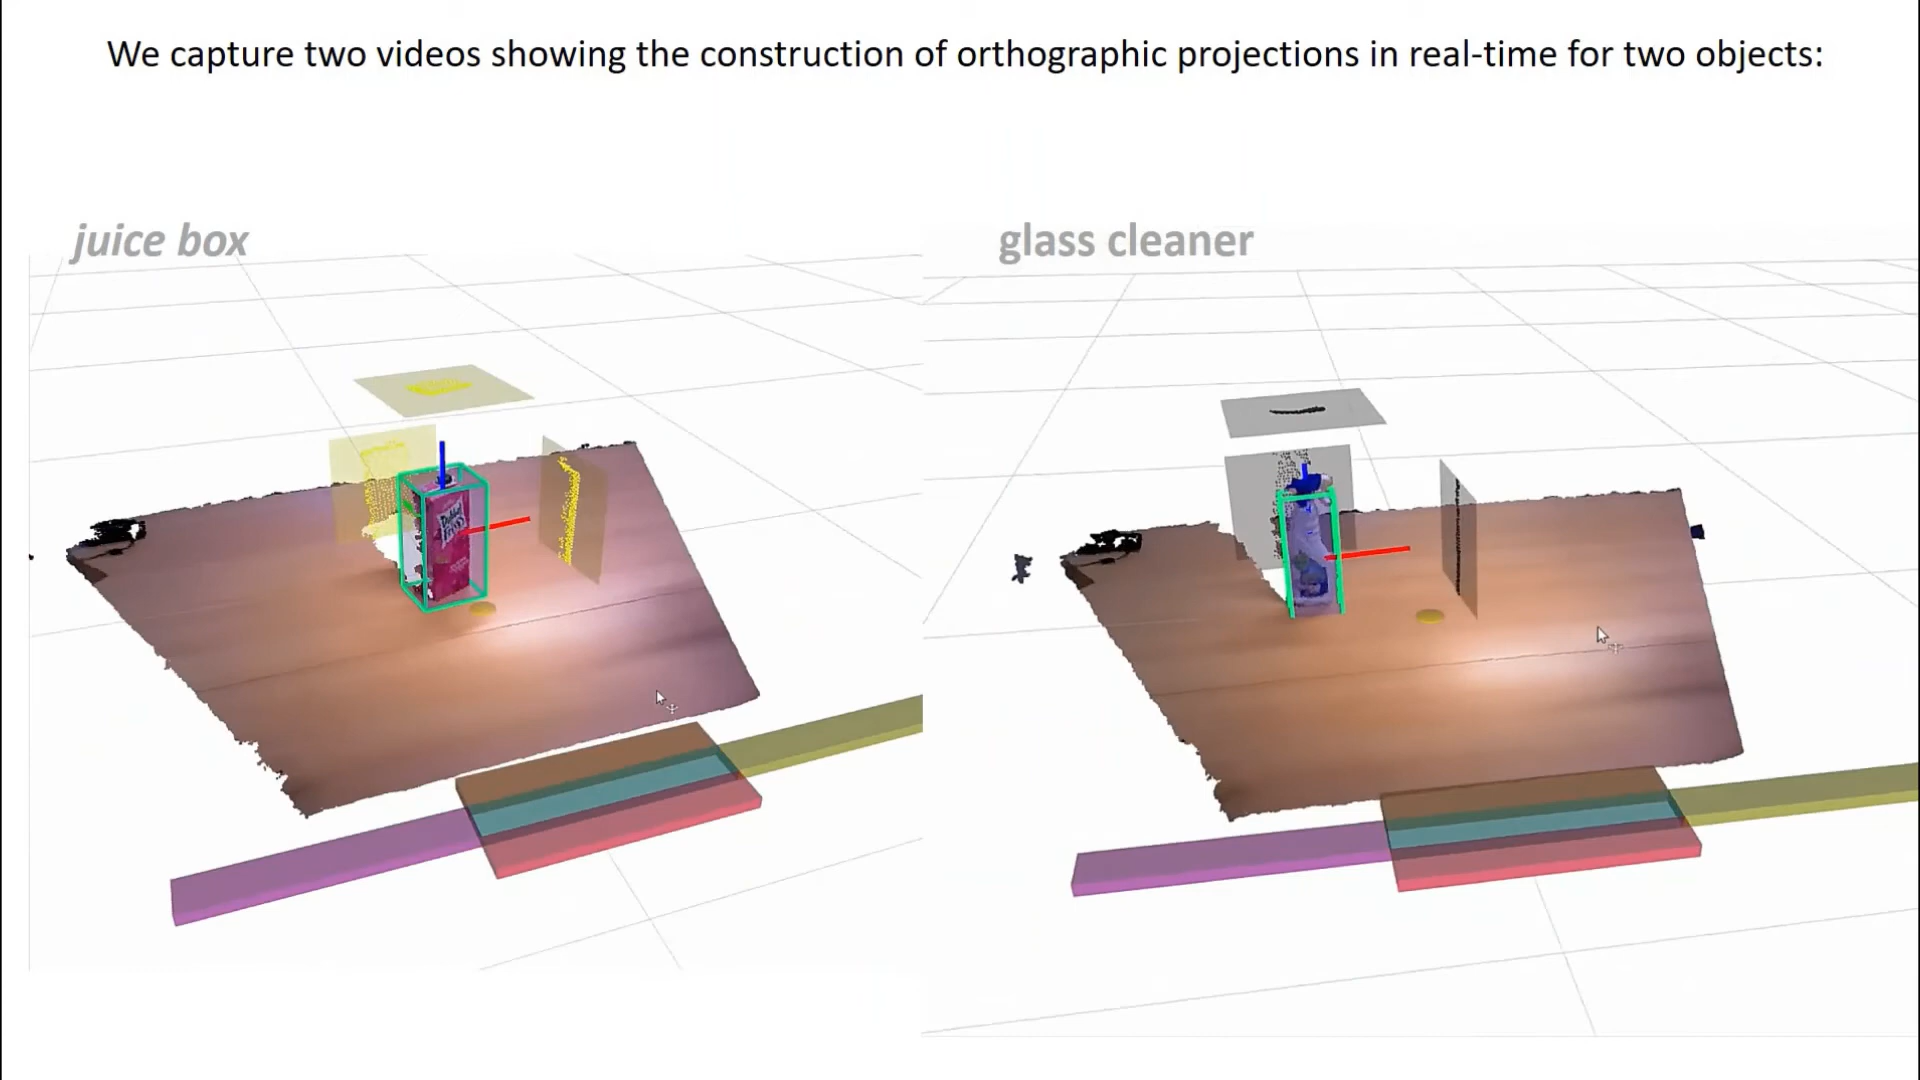 We capture two videos showing the construction of orthographic projections in real-time for two objects:
juice box
glass cleaner